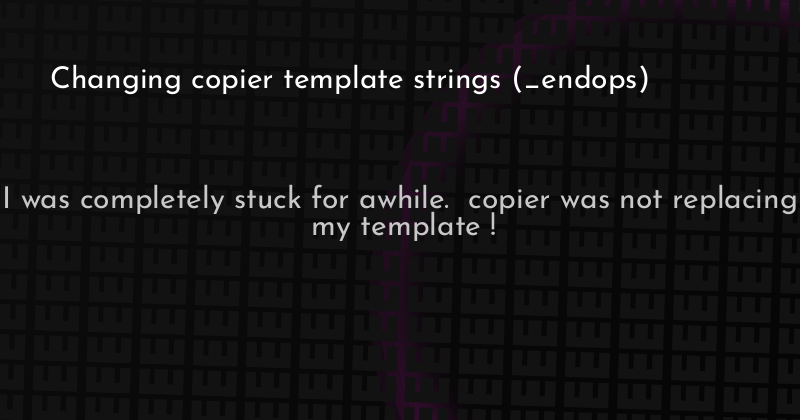 Changing copier template strings (_endops)
I was completely stuck for awhile.  copier was not replacing
my template !